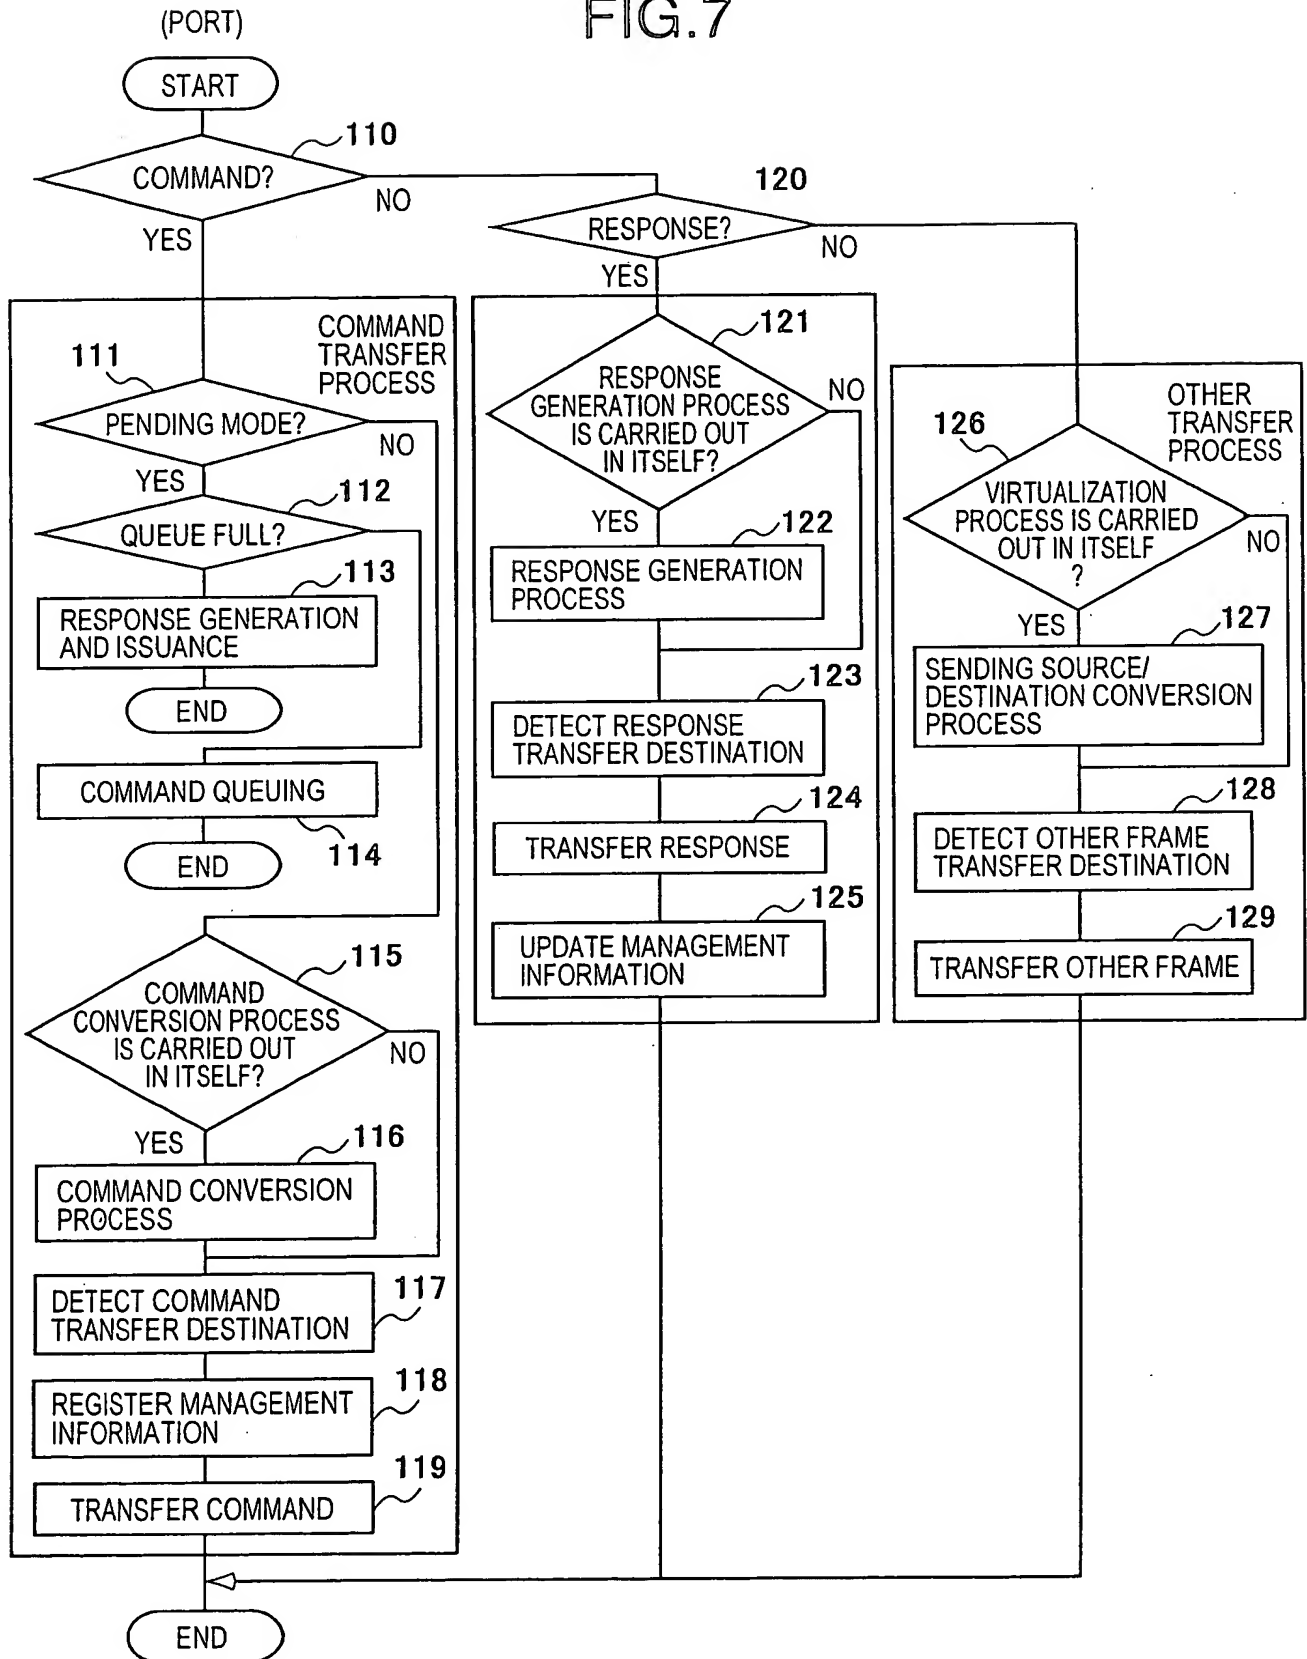 FIG.7
(PORT)
START
110
COMMAND?
NO
YES
120
RESPONSE?
NO
YES
COMMAND
TRANSFER
PROCESS
111
PENDING MODE?
NO
YES
112
QUEUE FULL?
113
RESPONSE GENERATION
AND ISSUANCE
END
COMMAND QUEUING
114
END
115
COMMAND
CONVERSION PROCESS
IS CARRIED OUT
IN ITSELF?
NO
YES
116
COMMAND CONVERSION
PROCESS
117
DETECT COMMAND
TRANSFER DESTINATION
118
REGISTER MANAGEMENT
INFORMATION
119
TRANSFER COMMAND
END
121
RESPONSE
GENERATION PROCESS
IS CARRIED OUT
IN ITSELF?
NO
YES
122
RESPONSE GENERATION
PROCESS
123
DETECT RESPONSE
TRANSFER DESTINATION
124
TRANSFER RESPONSE
125
UPDATE MANAGEMENT
INFORMATION
OTHER
TRANSFER
PROCESS
126
VIRTUALIZATION
PROCESS IS CARRIED
OUT IN ITSELF
?
NO
YES
127
SENDING SOURCE/
DESTINATION CONVERSION
PROCESS
128
DETECT OTHER FRAME
TRANSFER DESTINATION
129
TRANSFER OTHER FRAME